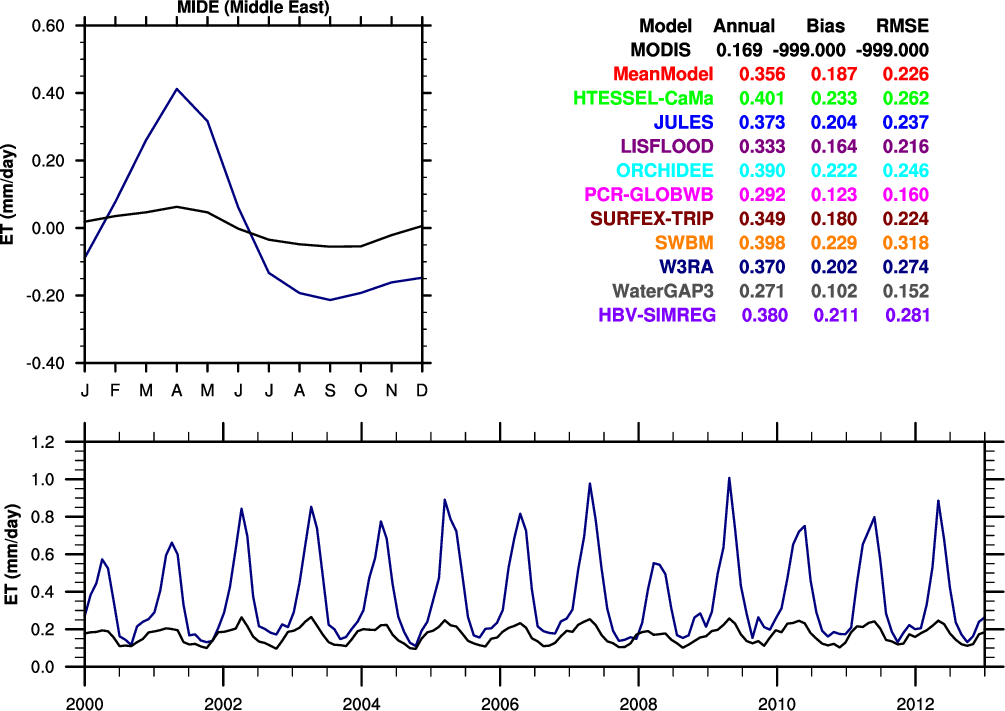 MIDE (Middle East)
0.60
0.40
0.20
0.00
-0.20
-0.40
ET (mm/day)
J F M A M J J A S O N D
Model Annual Bias RMSE
MODIS 0.169 -999.000 -999.000
MeanModel 0.356 0.187 0.226
HTESSEL-CaMa 0.401 0.233 0.262
JULES 0.373 0.204 0.237
LISFLOOD 0.333 0.164 0.216
ORCHIDEE 0.390 0.222 0.246
PCR-GLOBWB 0.292 0.123 0.160
SURFEX-TRIP 0.349 0.180 0.224
SWBM 0.398 0.229 0.318
W3RA 0.370 0.202 0.274
WaterGAP3 0.271 0.102 0.152
HBV-SIMREG 0.380 0.211 0.281
1.2
1.0
0.8
0.6
0.4
0.2
0.0
ET (mm/day)
2000 2002 2004 2006 2008 2010 2012